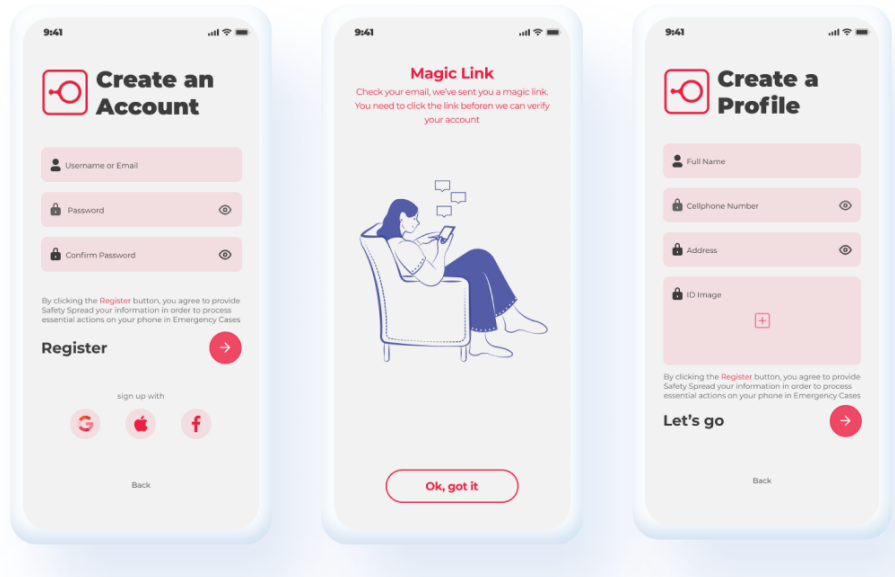 9:41
Create an
Account
Username or Email
Password
Confirm Password
By clicking the Register button, you agree to provide
Safety Spread your information in order to process
essential actions on your phone in Emergency Cases
Register
sign up with
Back
9:41
Magic Link
Check your email, we've sent you a magic link.
You need to click the link beforen we can verify
your account
Ok, got it
9:41
Create a
Profile
Full Name
Cellphone Number
Address
ID Image
By clicking the Register button, you agree to provide
Safety Spread your information in order to process
essential actions on your phone in Emergency Cases
Let's go
Back